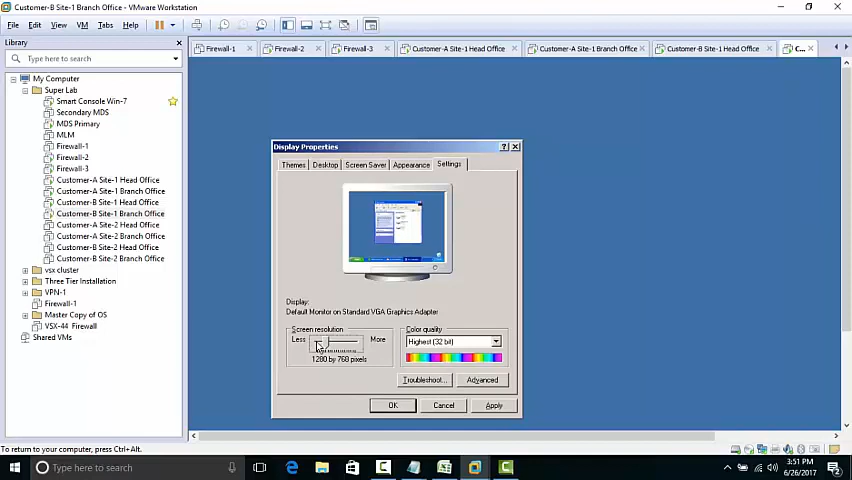 Customer-B Site-1 Branch Office - VMware Workstation
File Edit View VM Tabs Help
Library
Type here to search
Firewall-1
Firewall-2
Firewall-3
Customer-A Site-1 Head Office
Customer-A Site-1 Branch Office
Customer-B Site-1 Head Office
C...
My Computer
Super Lab
Smart Console Win-7
Secondary MDS
MDS Primary
MLM
Firewall-1
Firewall-2
Firewall-3
Customer-A Site-1 Head Office
Customer-A Site-1 Branch Office
Customer-B Site-1 Head Office
Customer-B Site-1 Branch Office
Customer-A Site-2 Head Office
Customer-A Site-2 Branch Office
Customer-B Site-2 Head Office
Customer-B Site-2 Branch Office
vsx cluster
Three Tier Installation
VPN-1
Firewall-1
Master Copy of OS
VSX-44 Firewall
Shared VMs
Display Properties
Themes Desktop Screen Saver Appearance Settings
Display:
Default Monitor on Standard VGA Graphics Adapter
Screen resolution
Less More
1280 by 768 pixels
Color quality
Highest (32 bit)
Troubleshoot... Advanced
OK Cancel Apply
To return to your computer, press Ctrl+Alt.
Type here to search
3:51 PM
6/26/2017